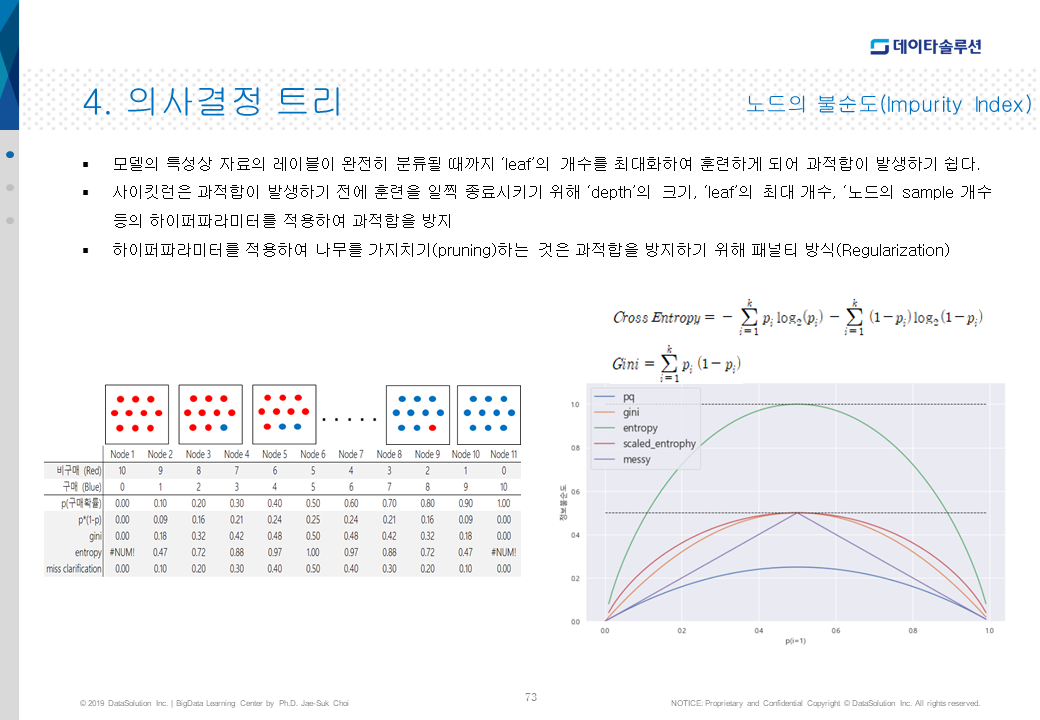 데이타솔루션
4. 의사결정 트리
노드의 불순도(Impurity Index)
▪ 모델의 특성상 자료의 레이블이 완전히 분류될 때까지 ‘leaf’의 개수를 최대화하여 훈련하게 되어 과적합이 발생하기 쉽다.
▪ 사이킷런은 과적합이 발생하기 전에 훈련을 일찍 종료시키기 위해 ‘depth’의 크기, ‘leaf’의 최대 개수, ‘노드의 sample 개수
등의 하이퍼파라미터를 적용하여 과적합을 방지
▪ 하이퍼파라미터를 적용하여 나무를 가지치기(pruning)하는 것은 과적합을 방지하기 위해 패널티 방식(Regularization)
Cross Entropy = − ∑_{i=1}^{k} p_i log₂(p_i) − ∑_{i=1}^{k} (1−p_i)log₂(1−p_i)
Gini = ∑_{i=1}^{k} p_i (1−p_i)
Node 1 Node 2 Node 3 Node 4 Node 5 Node 6 Node 7 Node 8 Node 9 Node 10 Node 11
비구매 (Red) 10 9 8 7 6 5 4 3 2 1 0
구매 (Blue) 0 1 2 3 4 5 6 7 8 9 10
p(구매확률) 0.00 0.10 0.20 0.30 0.40 0.50 0.60 0.70 0.80 0.90 1.00
p*(1-p) 0.00 0.09 0.16 0.21 0.24 0.25 0.24 0.21 0.16 0.09 0.00
gini 0.00 0.18 0.32 0.42 0.48 0.50 0.48 0.42 0.32 0.18 0.00
entropy #NUM! 0.47 0.72 0.88 0.97 1.00 0.97 0.88 0.72 0.47 #NUM!
miss clarification 0.00 0.10 0.20 0.30 0.40 0.50 0.40 0.30 0.20 0.10 0.00
pq
gini
entropy
scaled_entrophy
messy
정보불순도
1.0
0.8
0.6
0.4
0.2
0.0
0.0 0.2 0.4 0.6 0.8 1.0
p(i=1)
© 2019 DataSolution Inc. | BigData Learning Center by Ph.D. Jae-Suk Choi
73
NOTICE: Proprietary and Confidential Copyright © DataSolution Inc. All rights reserved.